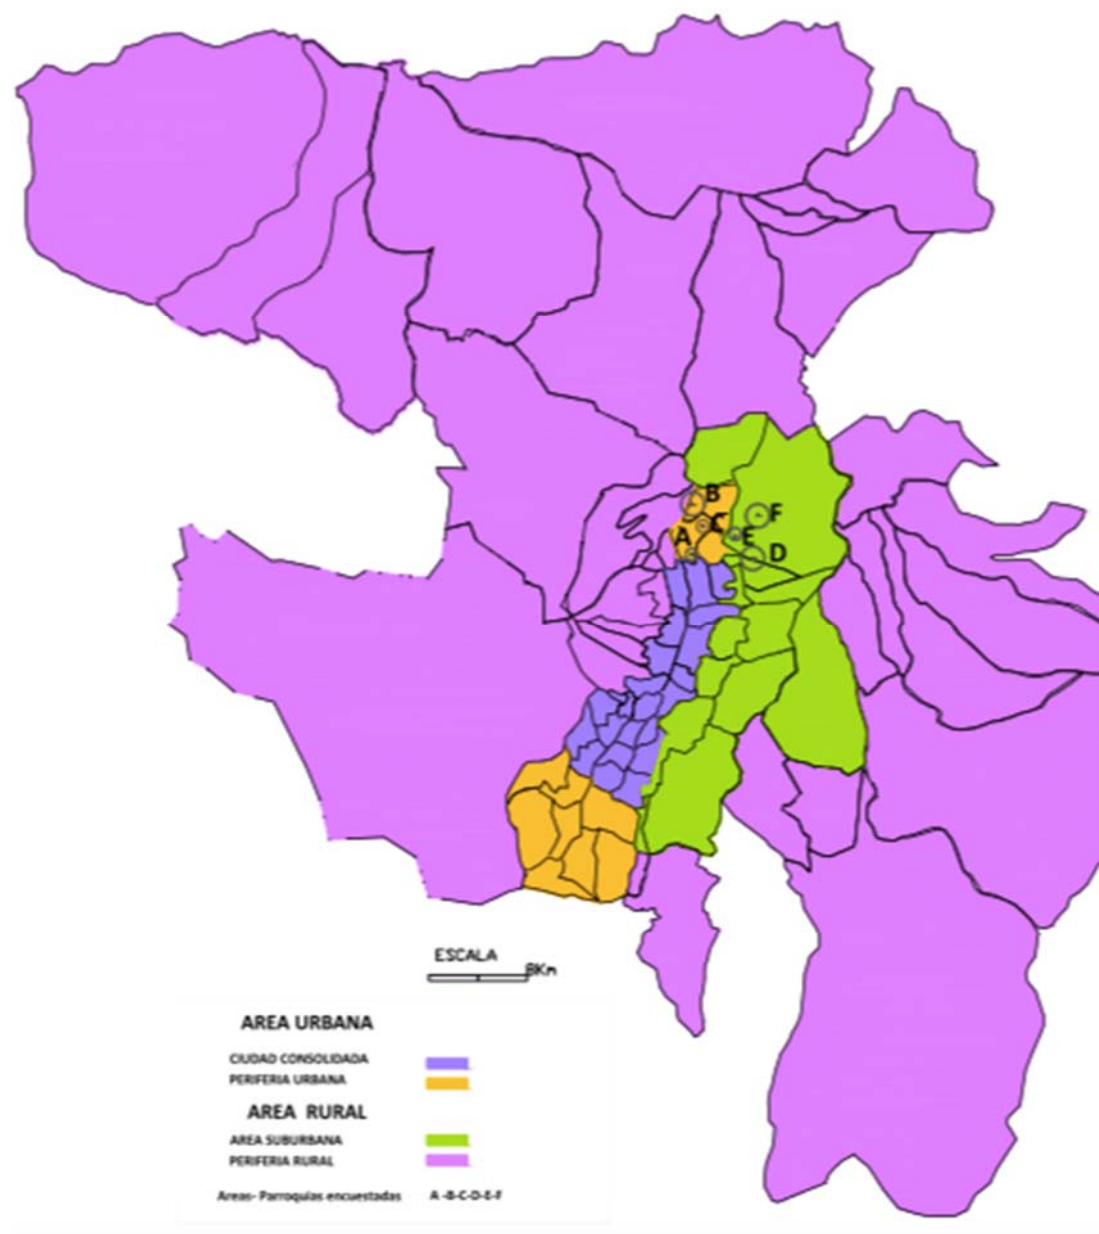 B
C
A
F
E
D
ESCALA
8Km
AREA URBANA
CIUDAD CONSOLIDADA
PERIFERIA URBANA
AREA RURAL
AREA SUBURBANA
PERIFERIA RURAL
Areas- Parroquias encuestadas A -B-C-D-E-F